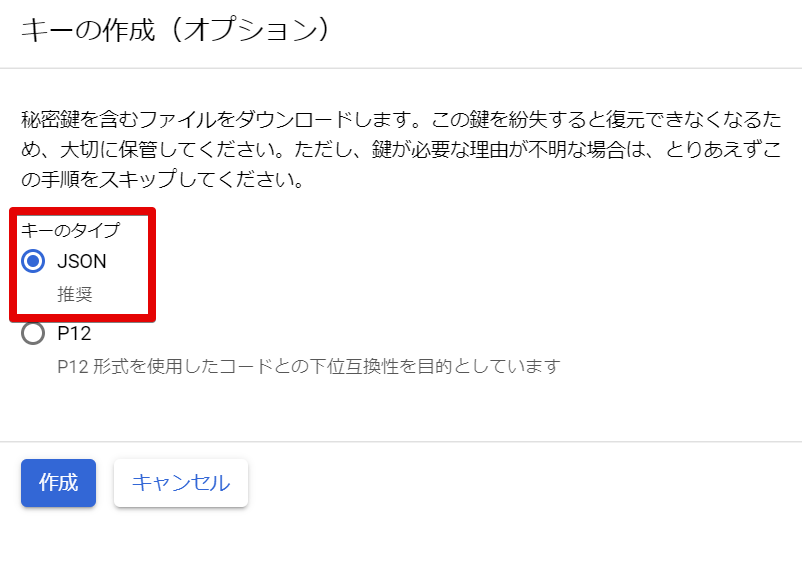 キーの作成（オプション）
秘密鍵を含むファイルをダウンロードします。この鍵を紛失すると復元できなくなるた
め、大切に保管してください。ただし、鍵が必要な理由が不明な場合は、とりあえずこ
の手順をスキップしてください。
キーのタイプ
JSON
推奨
P12
P12 形式を使用したコードとの下位互換性を目的としています
作成
キャンセル